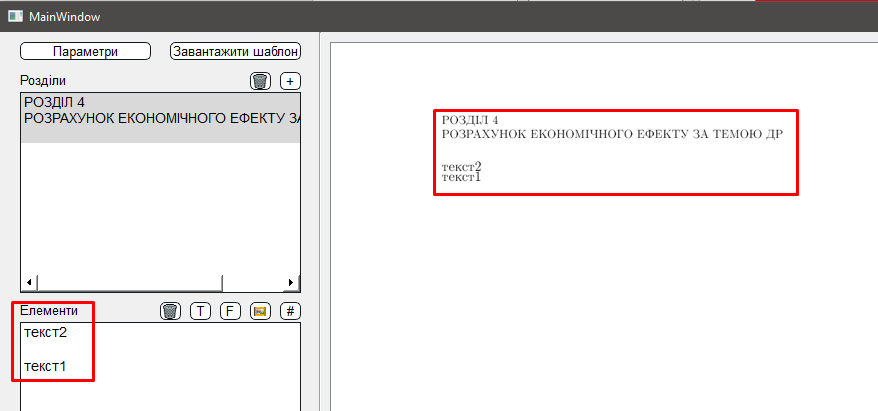 MainWindow
Параметри
Завантажити шаблон
Розділи
+
РОЗДІЛ 4
РОЗРАХУНОК ЕКОНОМІЧНОГО ЕФЕКТУ ЗА
Елементи
T
F
#
текст2
текст1
РОЗДІЛ 4
РОЗРАХУНОК ЕКОНОМІЧНОГО ЕФЕКТУ ЗА ТЕМОЮ ДР
текст2
текст1